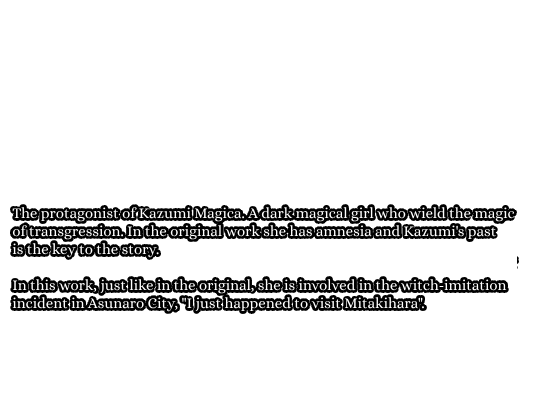 The protagonist of Kazumi Magica. A dark magical girl who wield the magic
of transgression. In the original work she has amnesia and Kazumi's past
is the key to the story.
In this work, just like in the original, she is involved in the witch-imitation
incident in Asunaro City, "I just happened to visit Mitakihara".